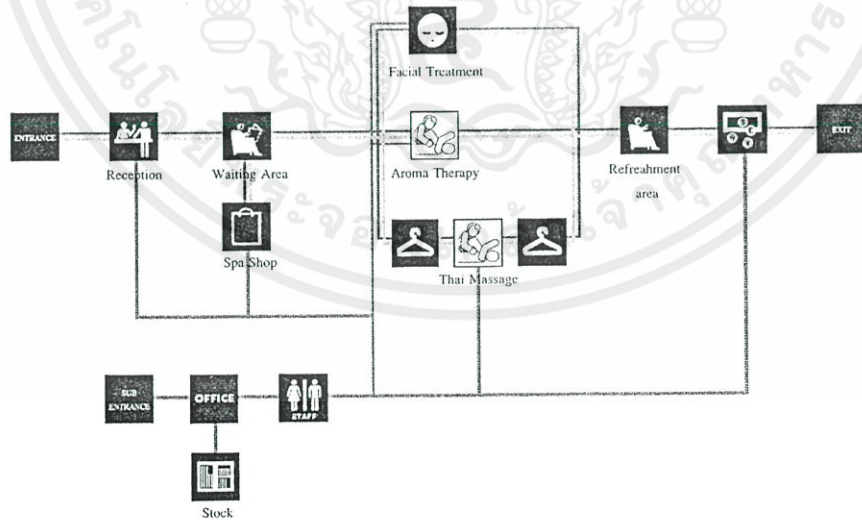 Facial Treatment
ENTRANCE
EXIT
Reception
Waiting Area
Aroma Therapy
Refreahment
area
Spa Shop
Thai Massage
SUB
ENTRANCE
OFFICE
STAFF
Stock